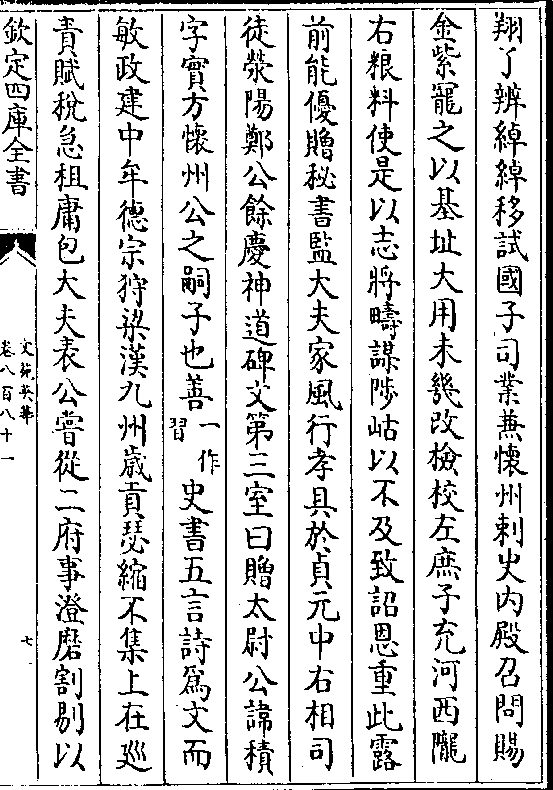 翔了辨綽綽移試國子司業兼懷州刺史内殿召問賜
金紫寵之以基址大用未幾改檢校左庶子充河西隴
右粮料使是以志將疇謀陟岵以不及致詔恩重此露
前能優贈秘書監大夫家風行孝具於貞元中右相司
徒滎陽鄭公餘慶神道碑文第三室曰贈太尉公諱積
字實方懷州公之嗣子也善一作習史書五言詩爲文而
敏政建中年德宗狩梁漢九州歲貢瑟縮不集上在廵
責賦稅急租庸包大夫表公甞從二府事澄磨割剔以
欽定四庫全書
文苑英華
卷八百八十一
七